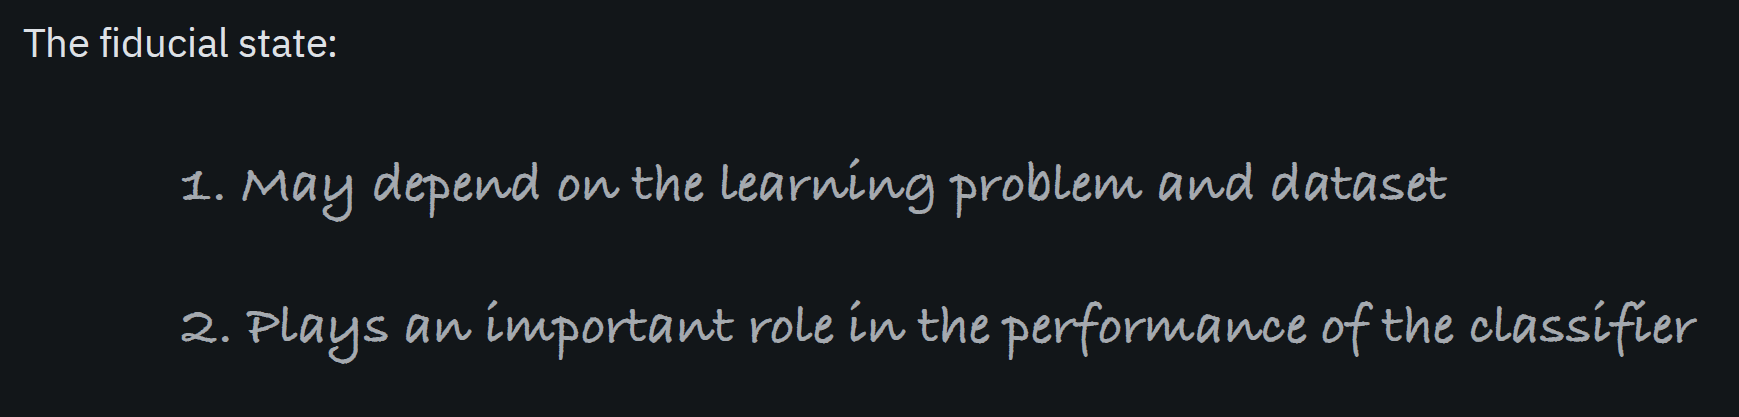 The fiducial state:
1. May depend on the learning problem and dataset
2. Plays an important role in the performance of the classifier